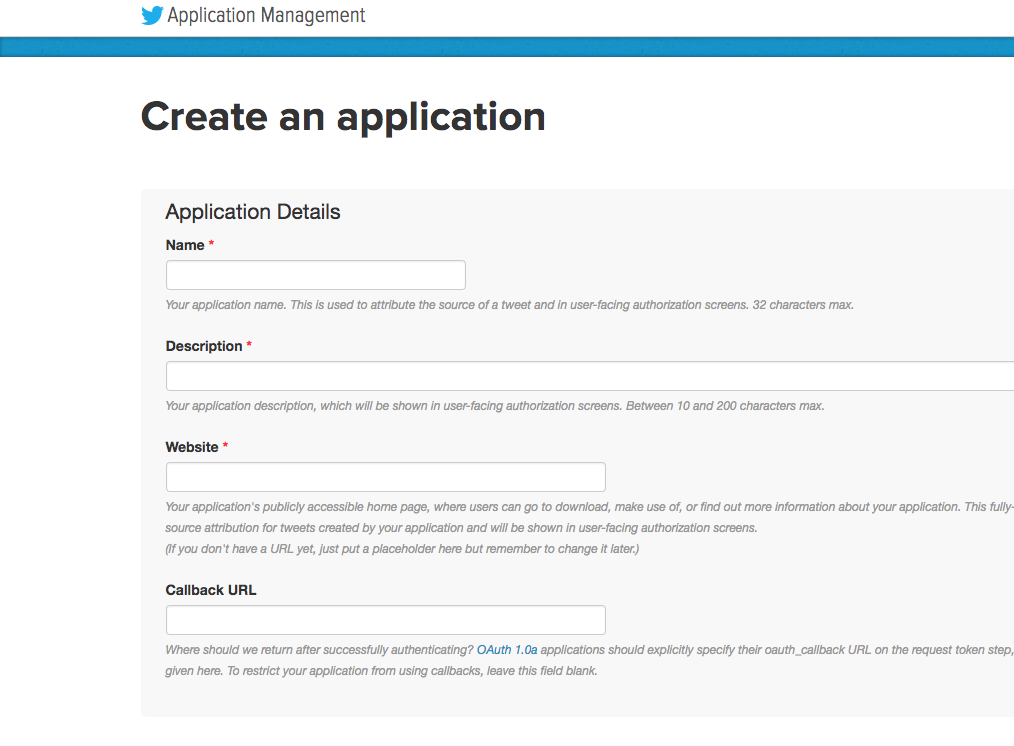 Application Management
Create an application
Application Details
Name *
Your application name. This is used to attribute the source of a tweet and in user-facing authorization screens. 32 characters max.
Description *
Your application description, which will be shown in user-facing authorization screens. Between 10 and 200 characters max.
Website *
Your application's publicly accessible home page, where users can go to download, make use of, or find out more information about your application. This fully-
source attribution for tweets created by your application and will be shown in user-facing authorization screens.
(If you don't have a URL yet, just put a placeholder here but remember to change it later.)
Callback URL
Where should we return after successfully authenticating? OAuth 1.0a applications should explicitly specify their oauth_callback URL on the request token step,
given here. To restrict your application from using callbacks, leave this field blank.